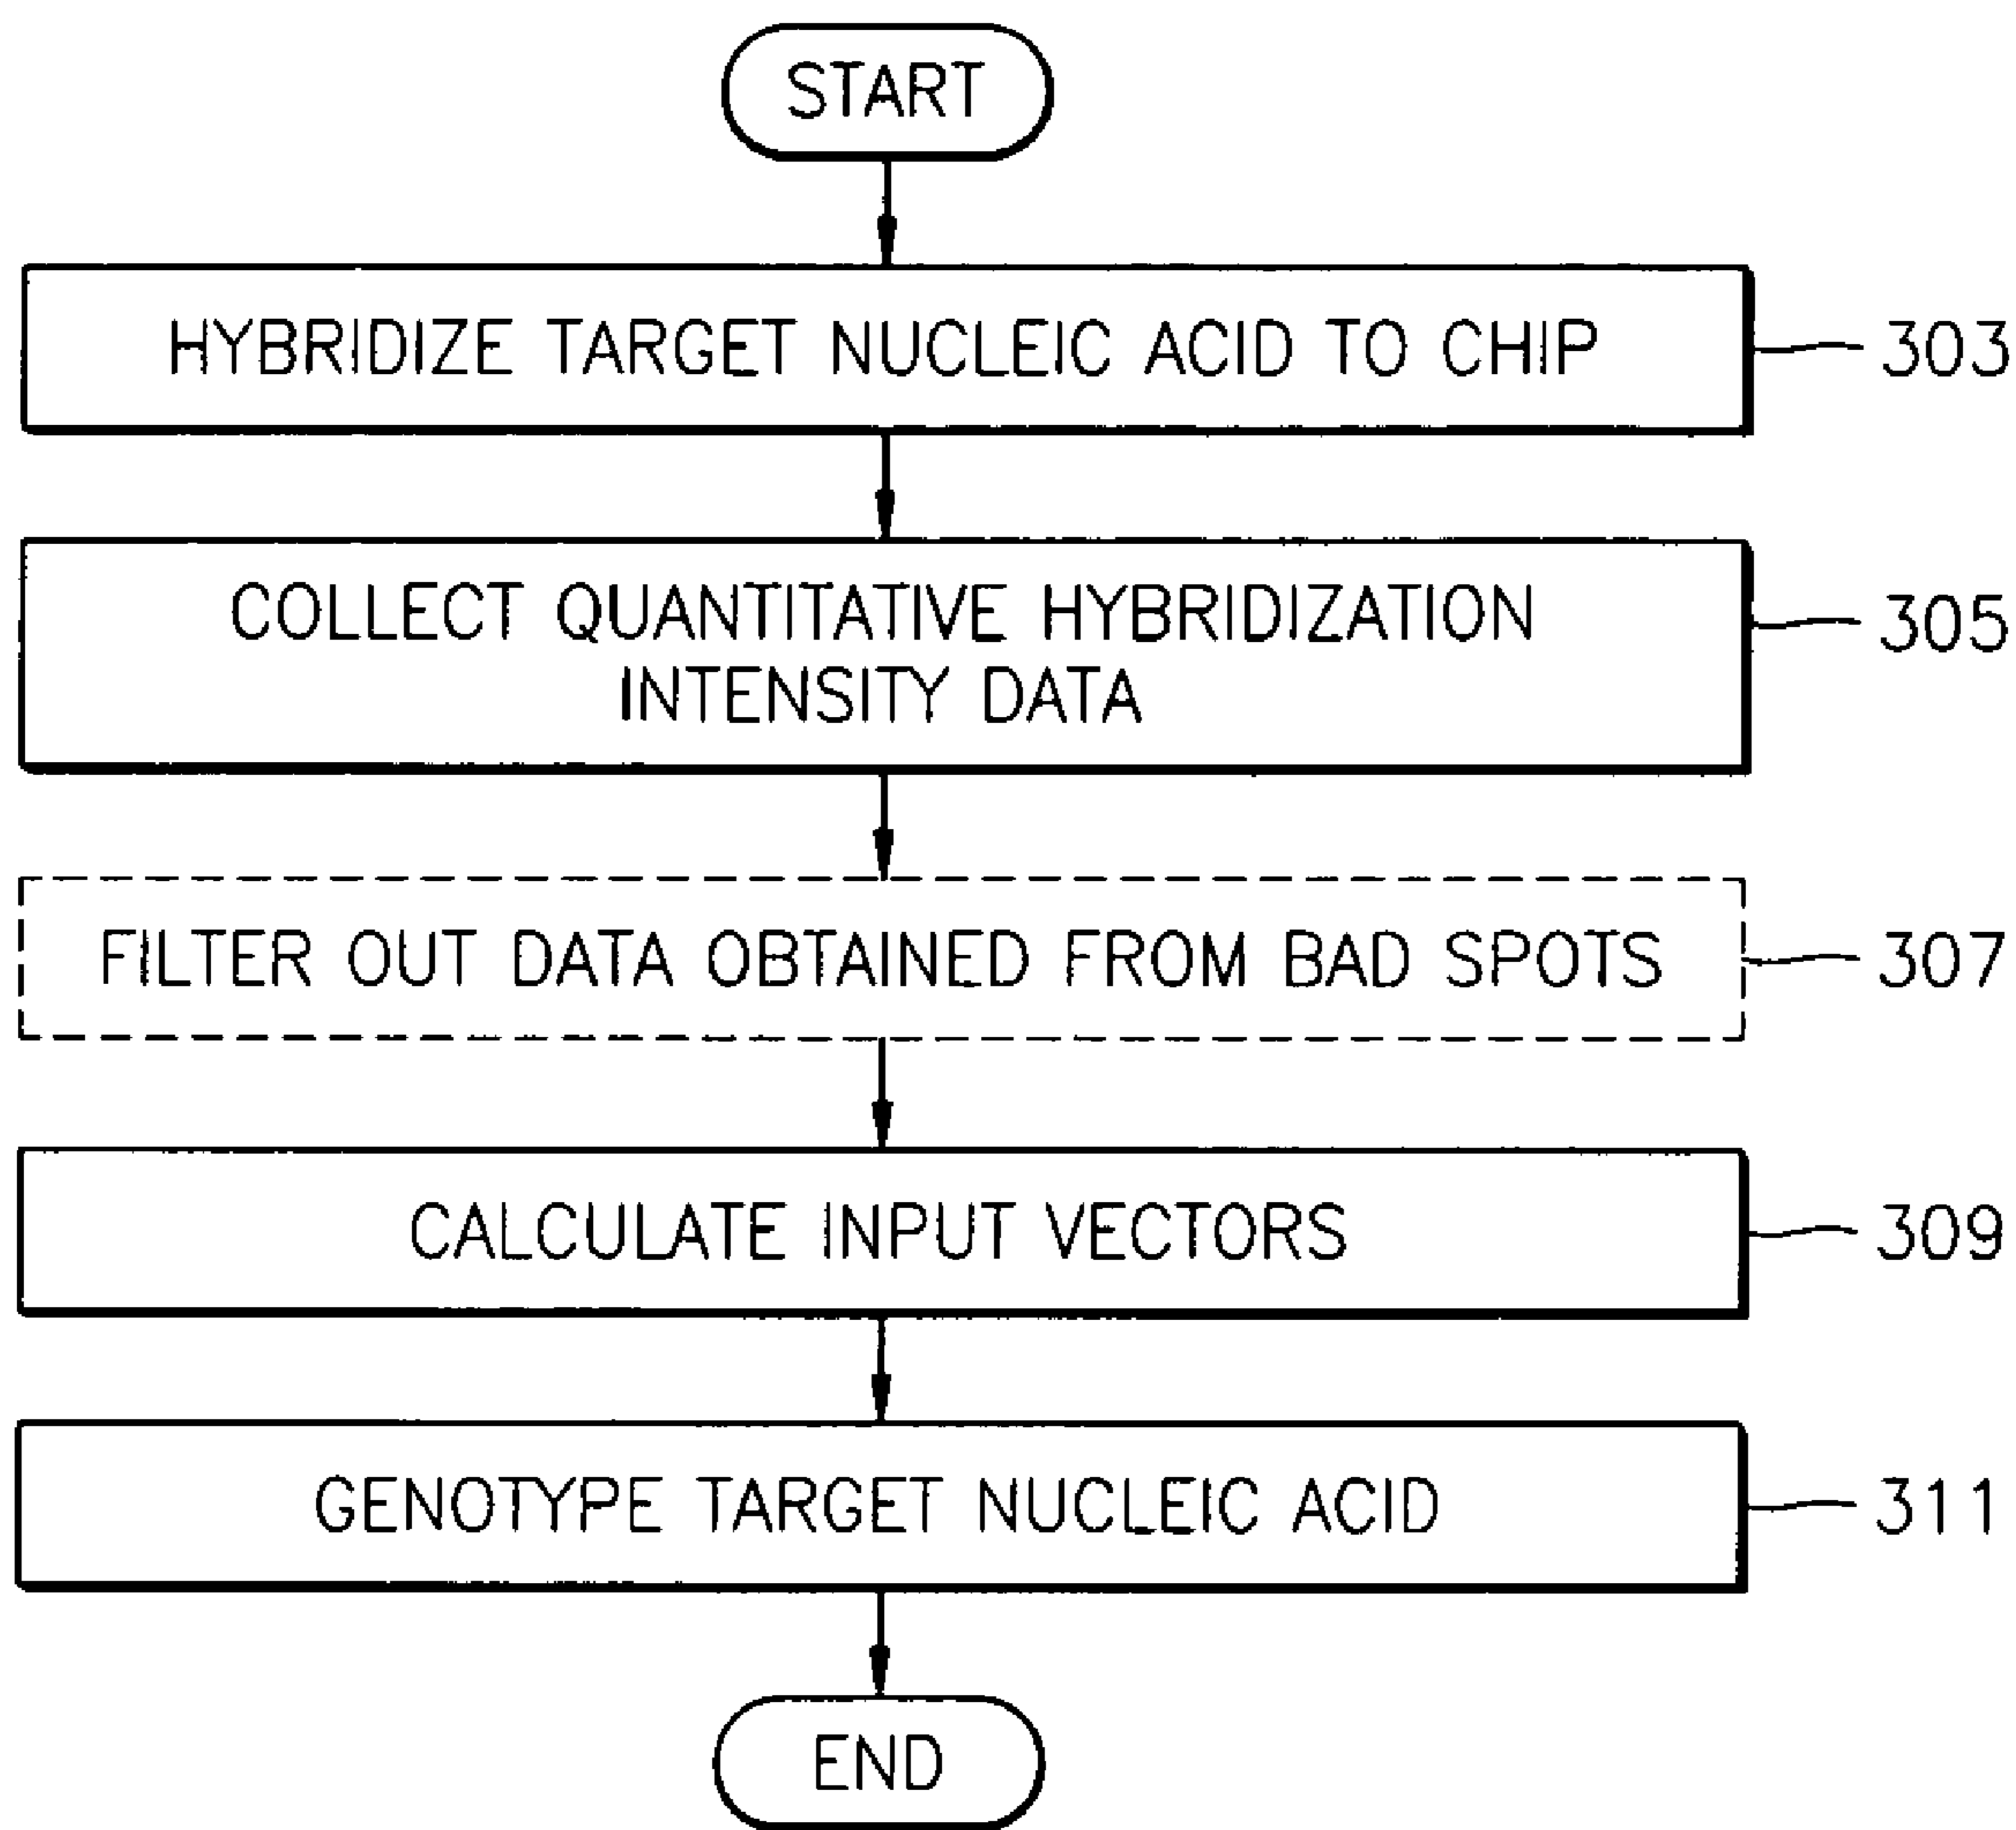 START
HYBRIDIZE TARGET NUCLEIC ACID TO CHIP
303
COLLECT QUANTITATIVE HYBRIDIZATION
INTENSITY DATA
305
FILTER OUT DATA OBTAINED FROM BAD SPOTS
307
CALCULATE INPUT VECTORS
309
GENOTYPE TARGET NUCLEIC ACID
311
END